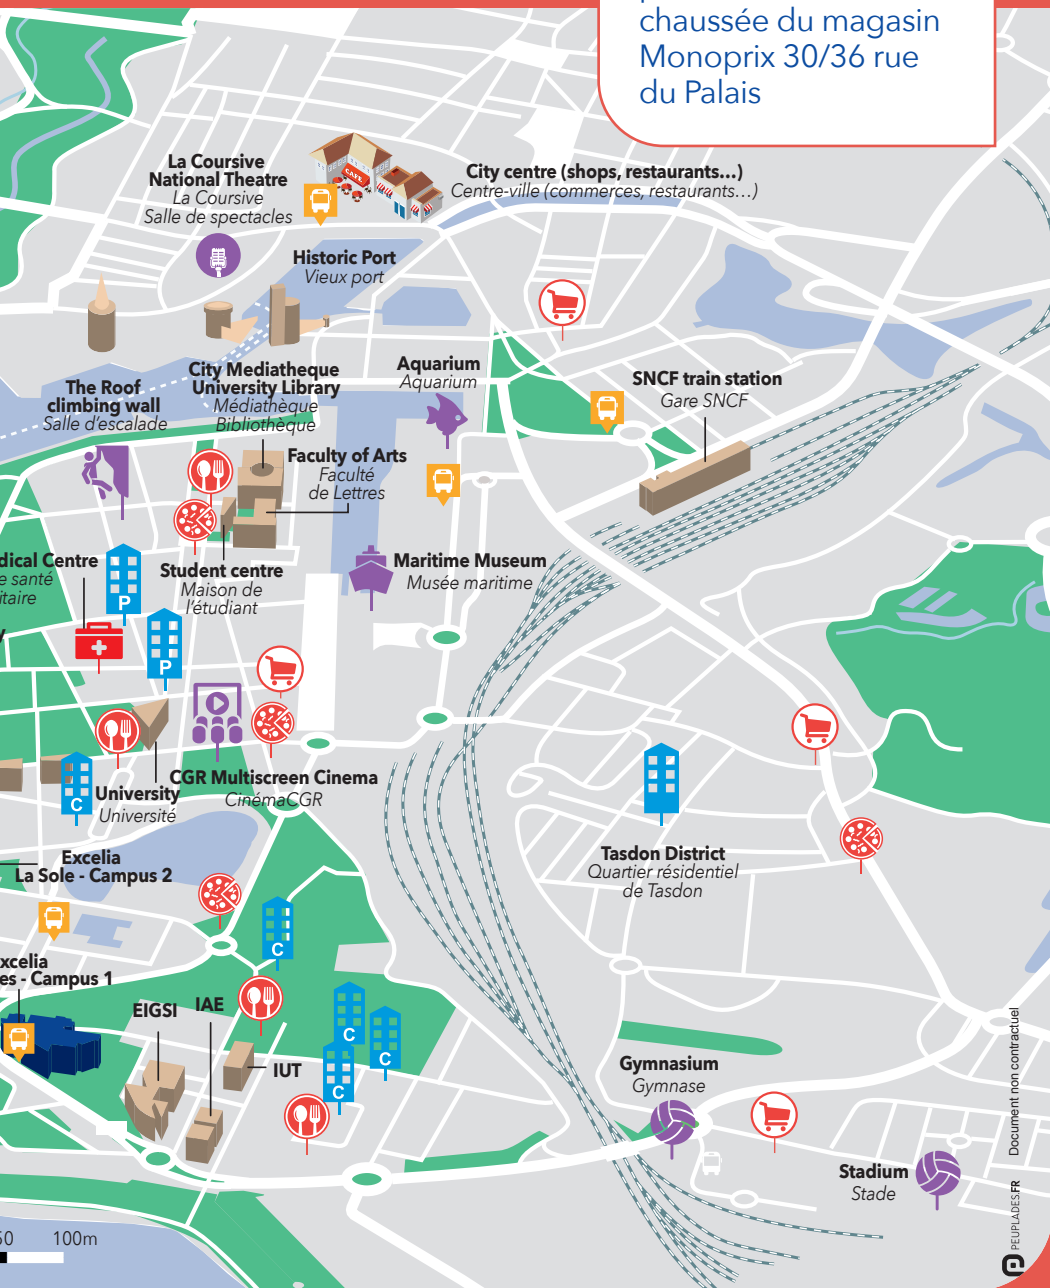 chaussée du magasin
Monoprix 30/36 rue
du Palais
La Coursive
National Theatre
La Coursive
Salle de spectacles
CAFE
City centre (shops, restaurants...)
Centre-ville (commerces, restaurants...)
Historic Port
Vieux port
The Roof
climbing wall
Salle d'escalade
City Mediatheque
University Library
Médiathèque
Bibliothèque
Aquarium
Aquarium
SNCF train station
Gare SNCF
Faculty of Arts
Faculté
de Lettres
dical Centre
e santé
itaire
y
P
Student centre
Maison de
l'étudiant
Maritime Museum
Musée maritime
P
University
Université
C
CGR Multiscreen Cinema
CinémaCGR
Tasdon District
Quartier résidentiel
de Tasdon
Excelia
La Sole - Campus 2
C
xcelia
es - Campus 1
EIGSI
IAE
IUT
C
C
C
Gymnasium
Gymnase
Stadium
Stade
50
100m
PEUPLADES.FR
Document non contractuel